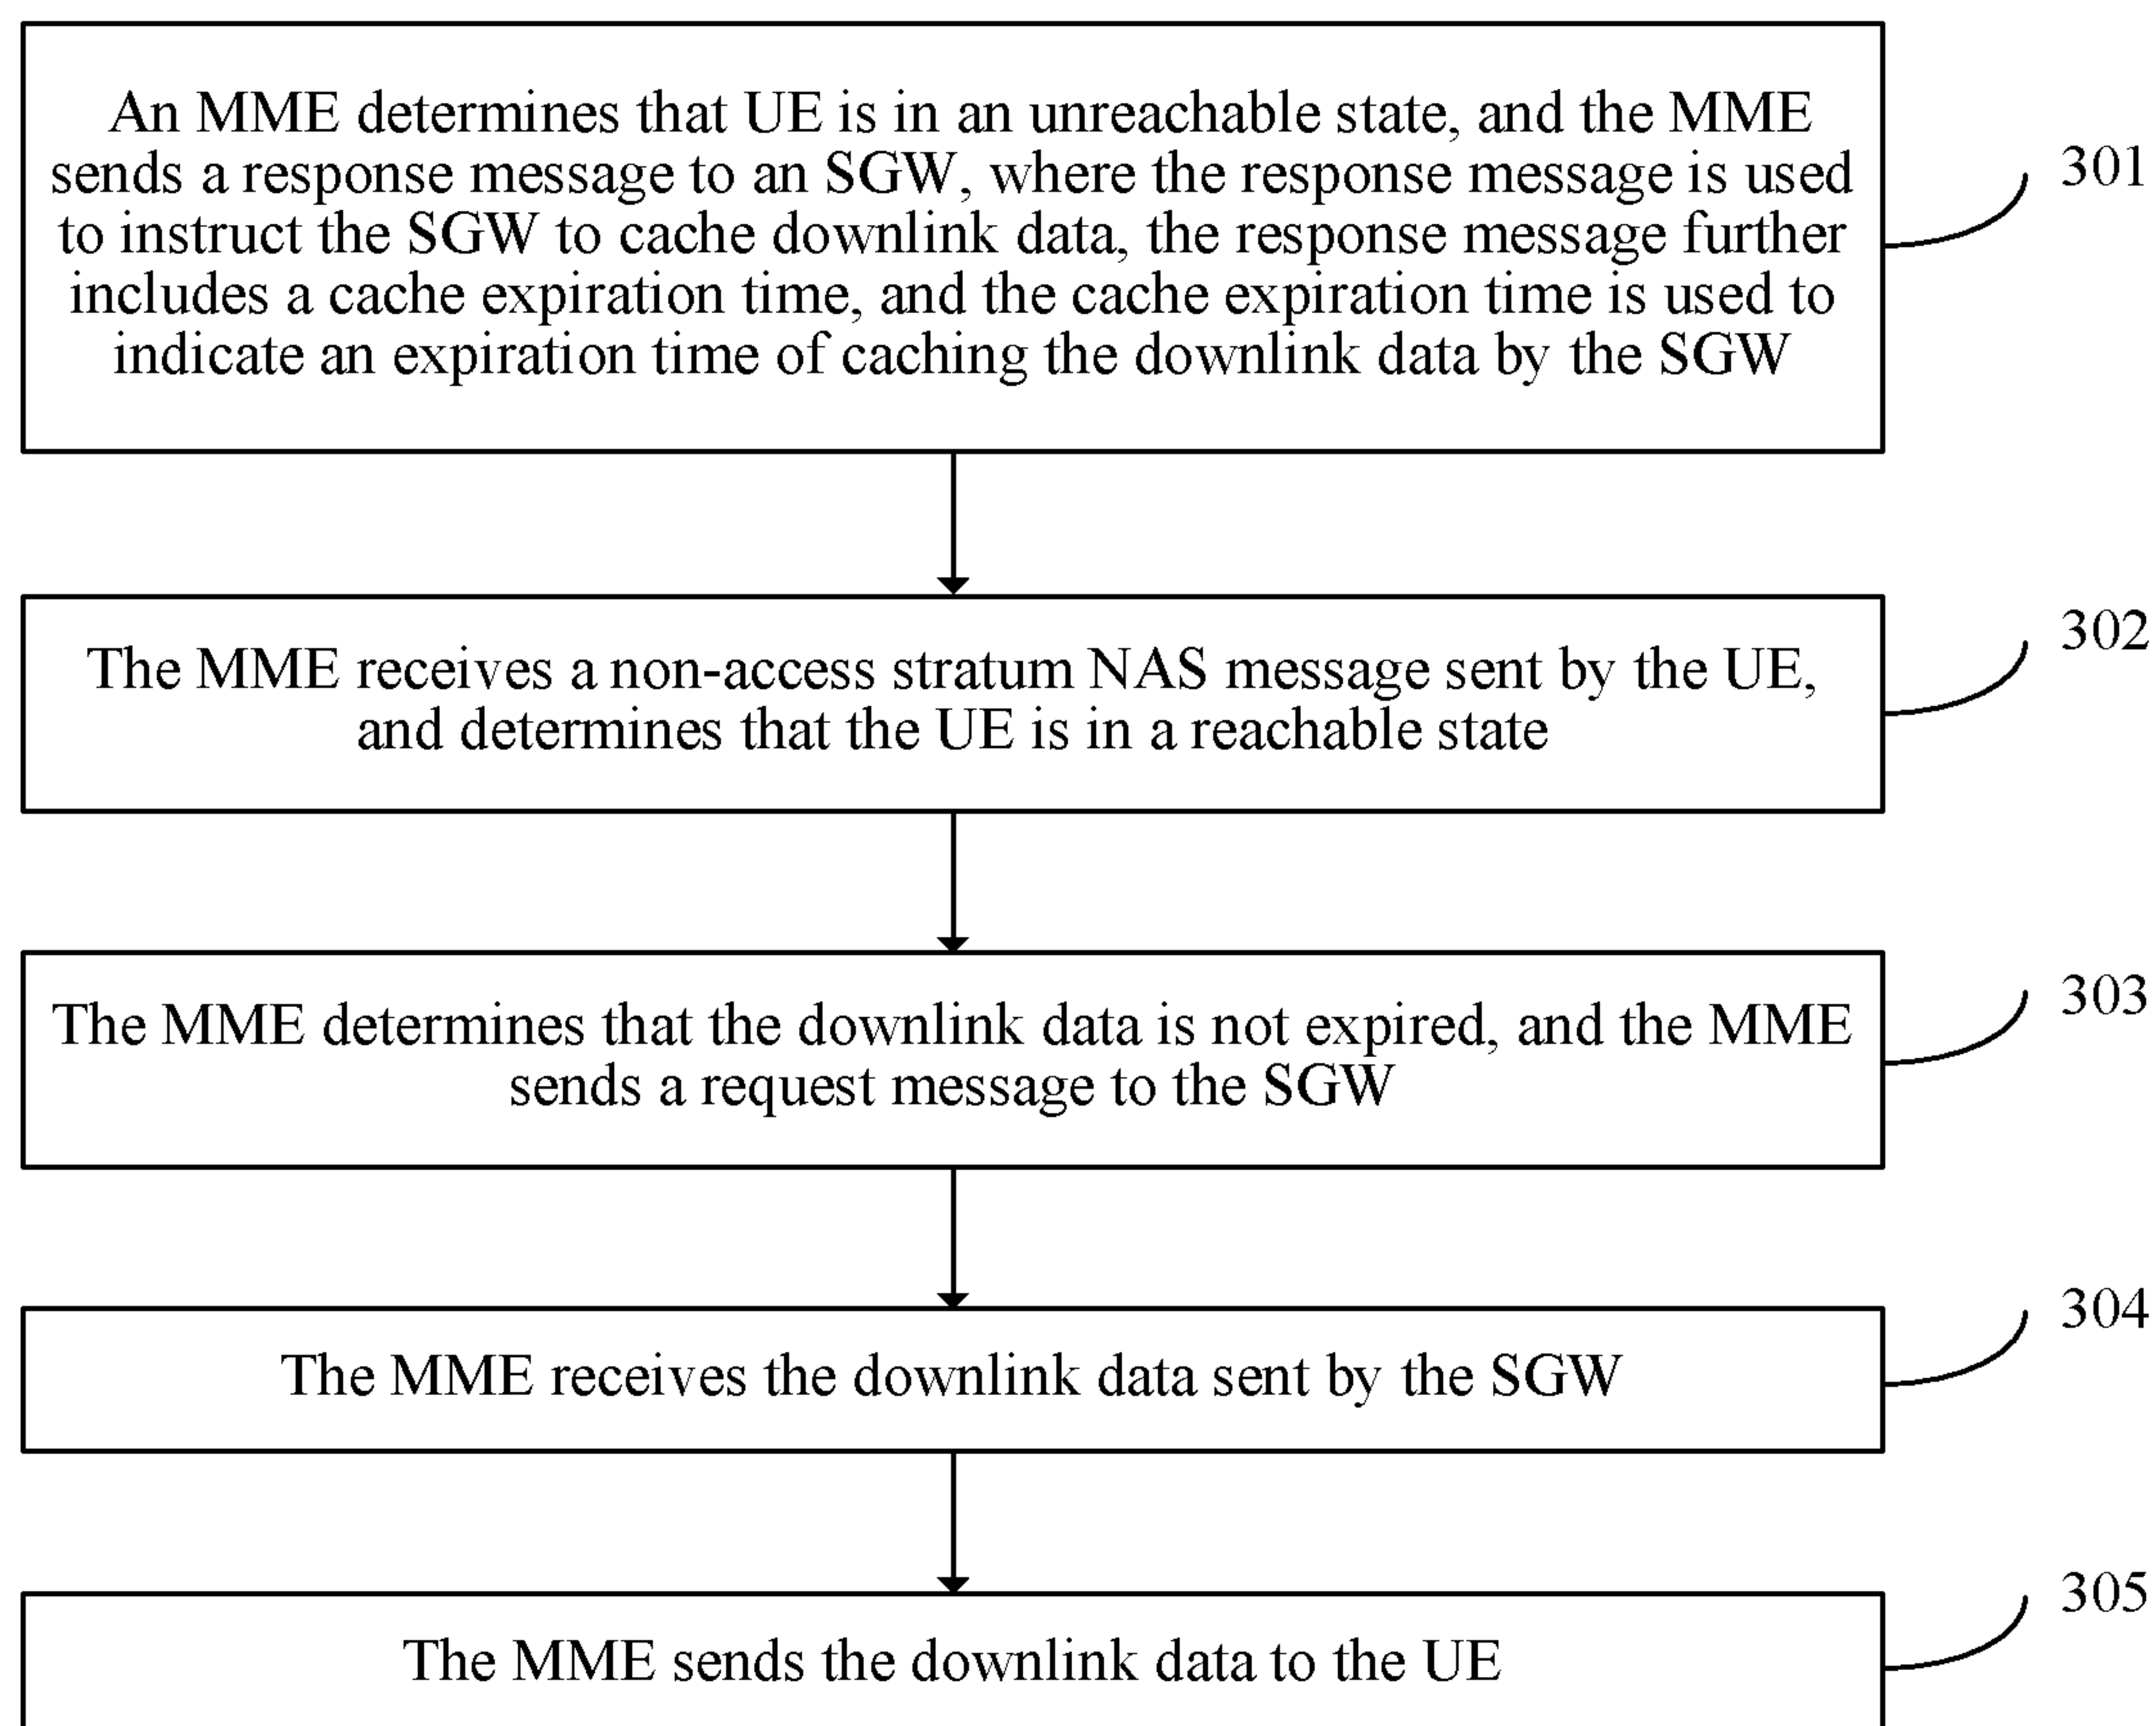 An MME determines that UE is in an unreachable state, and the MME
sends a response message to an SGW, where the response message is used
to instruct the SGW to cache downlink data, the response message further
includes a cache expiration time, and the cache expiration time is used to
indicate an expiration time of caching the downlink data by the SGW
301
The MME receives a non-access stratum NAS message sent by the UE,
and determines that the UE is in a reachable state
302
The MME determines that the downlink data is not expired, and the MME
sends a request message to the SGW
303
The MME receives the downlink data sent by the SGW
304
The MME sends the downlink data to the UE
305